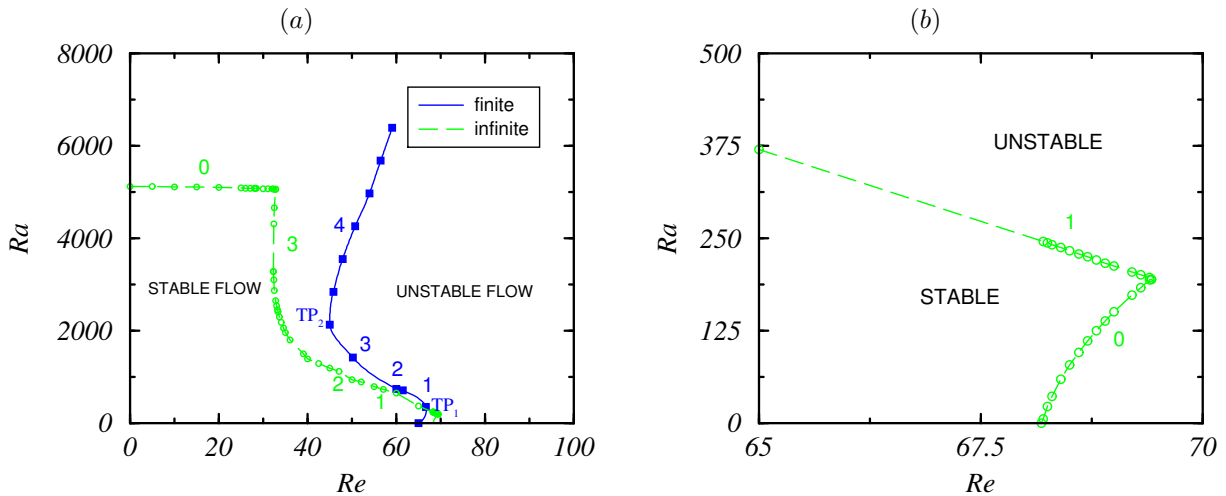 (a)
8000
6000
4000
2000
0
Ra
0 20 40 60 80 100
Re
finite
infinite
0
3
4
STABLE FLOW
UNSTABLE FLOW
TP2
3
2
2
1
1
TP1
(b)
500
375
250
125
0
Ra
65 67.5 70
Re
UNSTABLE
1
STABLE
0